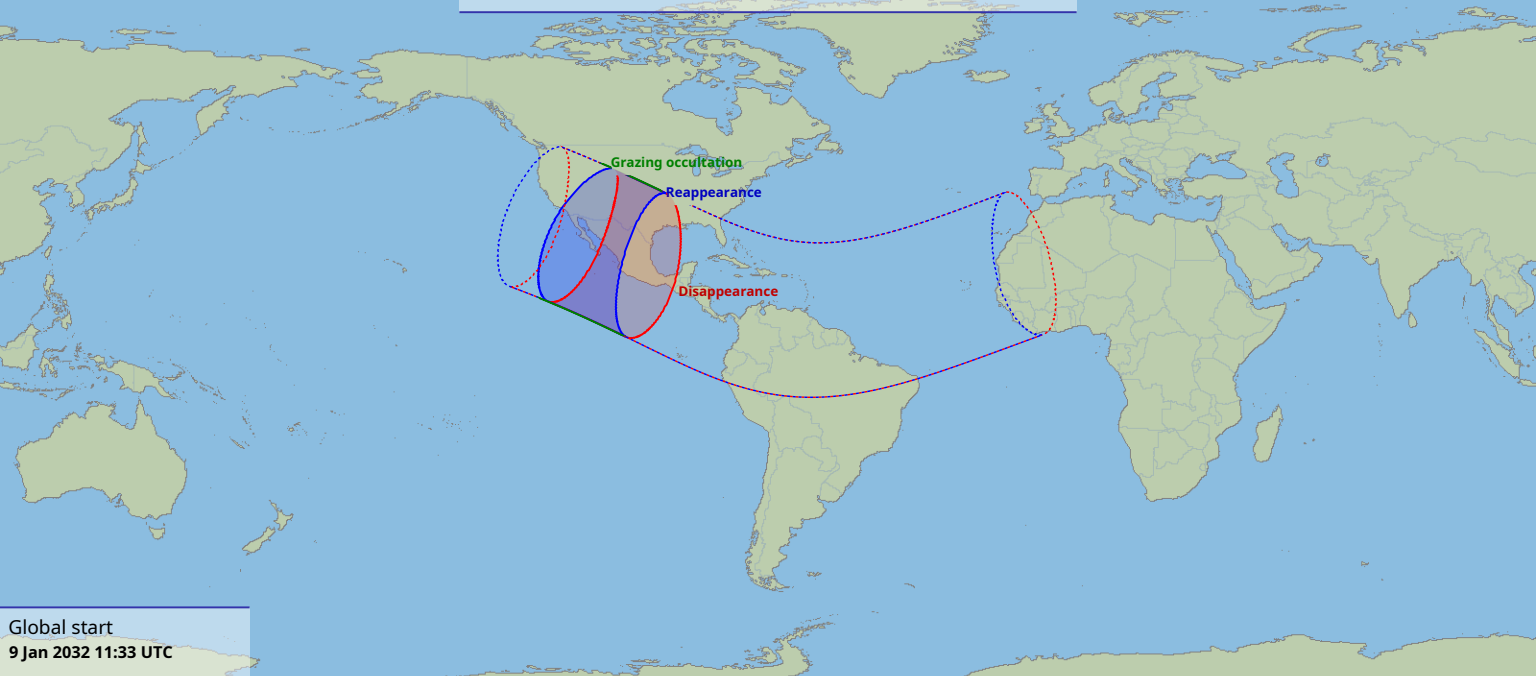 Grazing occultation
Reappearance
Disappearance
Global start
9 Jan 2032 11:33 UTC